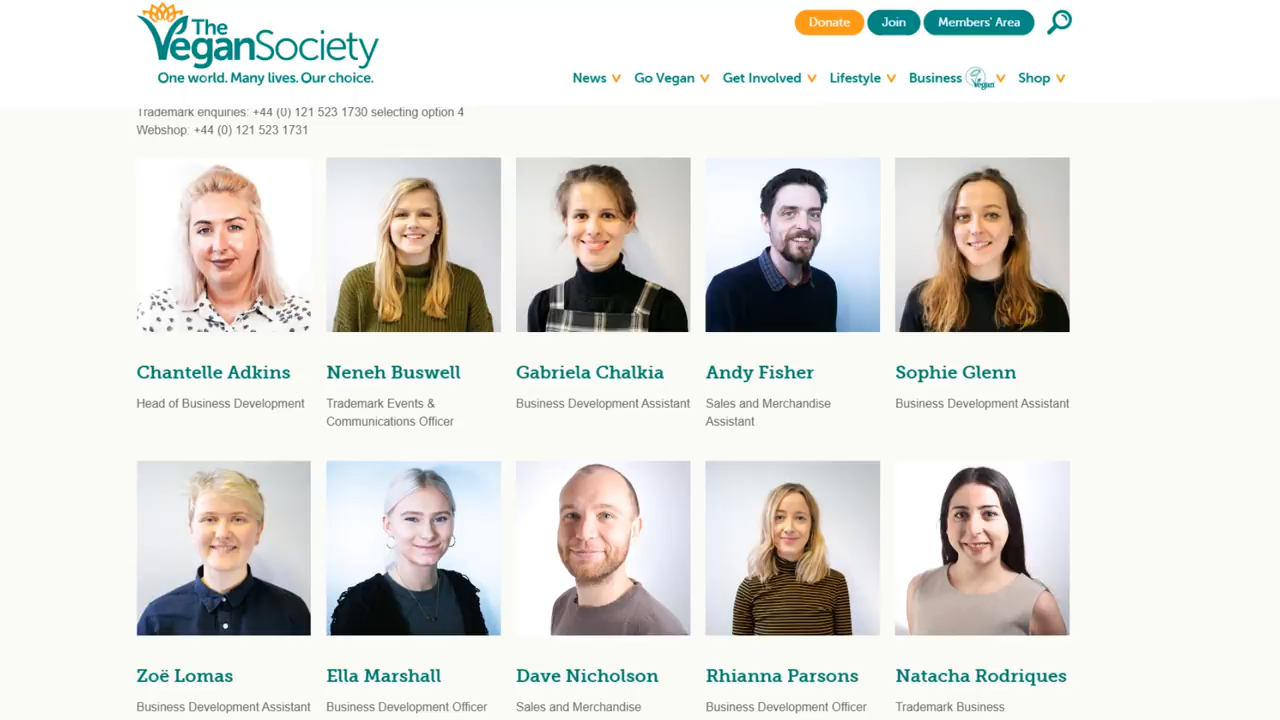 The
VeganSociety
One world. Many lives. Our choice.
Donate
Join
Members' Area
News
Go Vegan
Get Involved
Lifestyle
Business
Vegan
Shop
Trademark enquiries: +44 (0) 121 523 1730 selecting option 4
Webshop: +44 (0) 121 523 1731
Chantelle Adkins
Head of Business Development
Neneh Buswell
Trademark Events &
Communications Officer
Gabriela Chalkia
Business Development Assistant
Andy Fisher
Sales and Merchandise
Assistant
Sophie Glenn
Business Development Assistant
Zoë Lomas
Business Development Assistant
Ella Marshall
Business Development Officer
Dave Nicholson
Sales and Merchandise
Rhianna Parsons
Business Development Officer
Natacha Rodriques
Trademark Business